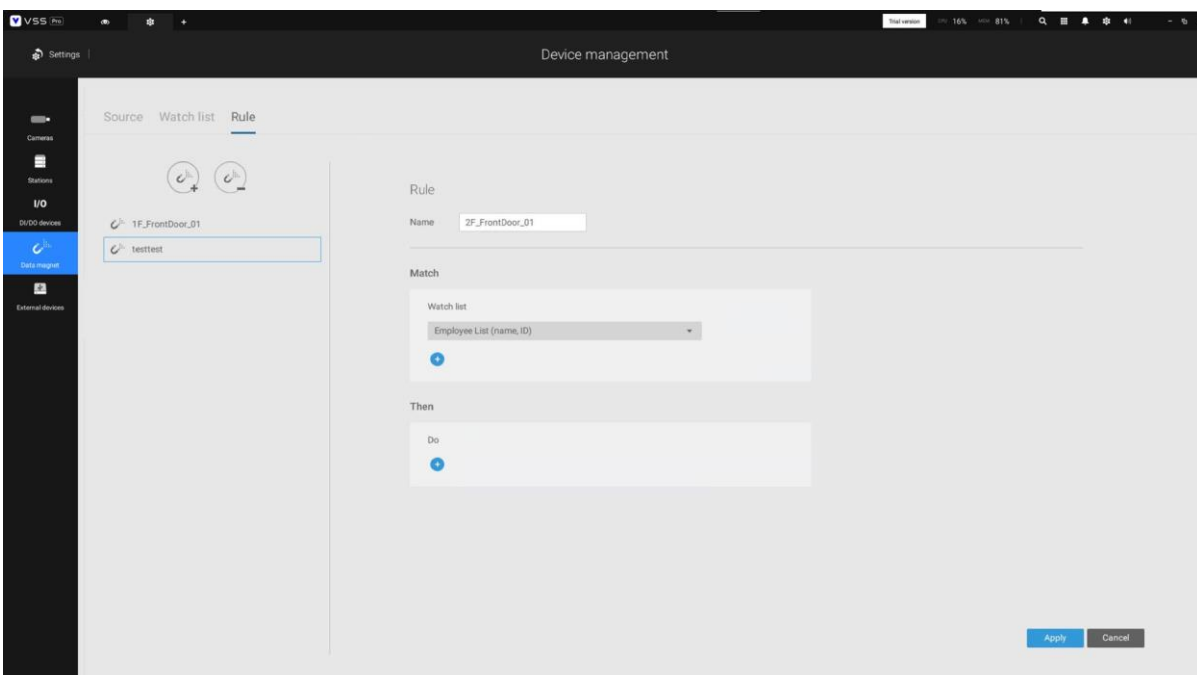 VSS Pro
+
Trial version
CPU 16% MEM 81%
Settings
Device management
Cameras
Stations
I/O
DI/DO devices
Data magnet
External devices
Source Watch list Rule
1F_FrontDoor_01
testtest
Rule
Name 2F_FrontDoor_01
Match
Watch list
Employee List (name, ID)
Then
Do
Apply Cancel